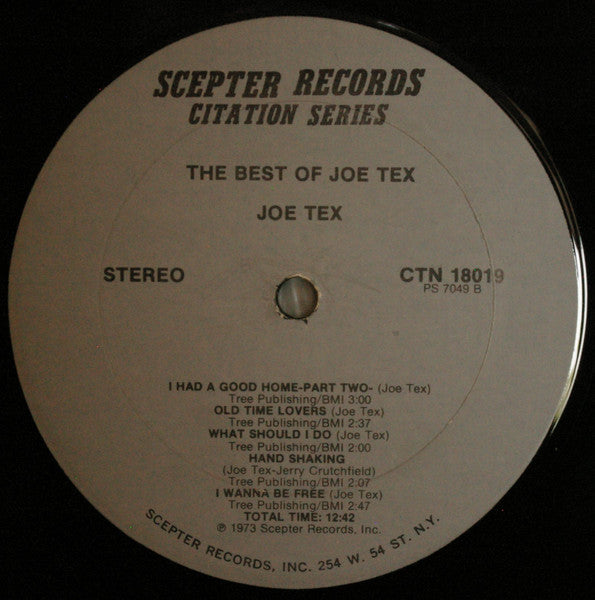 SCEPTER RECORDS
CITATION SERIES
THE BEST OF JOE TEX
JOE TEX
STEREO
CTN 18019
PS 7049 B
I HAD A GOOD HOME-PART TWO- (Joe Tex)
Tree Publishing/BMI 3:00
OLD TIME LOVERS (Joe Tex)
Tree Publishing/BMI 2:37
WHAT SHOULD I DO (Joe Tex)
Tree Publishing/BMI 2:00
HAND SHAKING
(Joe Tex-Jerry Crutchfield)
Tree Publishing/BMI 2:07
I WANNA BE FREE (Joe Tex)
Tree Publishing/BMI 2:47
TOTAL TIME: 12:42
℗ 1973 Scepter Records, Inc.
SCEPTER RECORDS, INC. 254 W. 54 ST. N.Y.